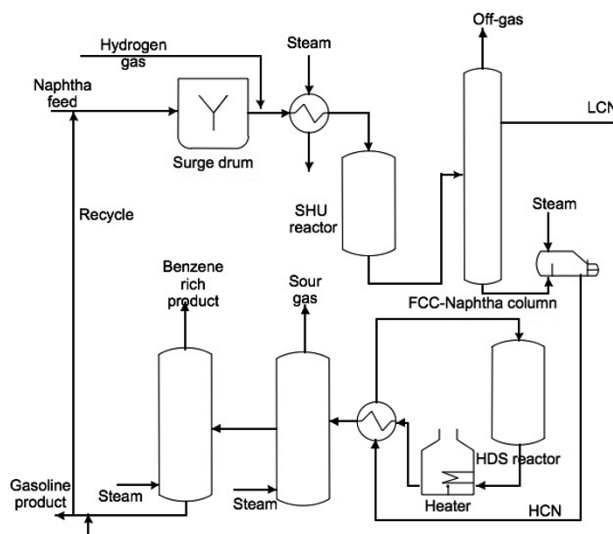 Off-gas
Hydrogen
gas
Steam
Naphtha
feed
LCN
Surge drum
SHU
reactor
Steam
Recycle
Benzene
rich
product
Sour
gas
FCC-Naphtha column
HDS reactor
Gasoline
product
Steam
Steam
Heater
HCN